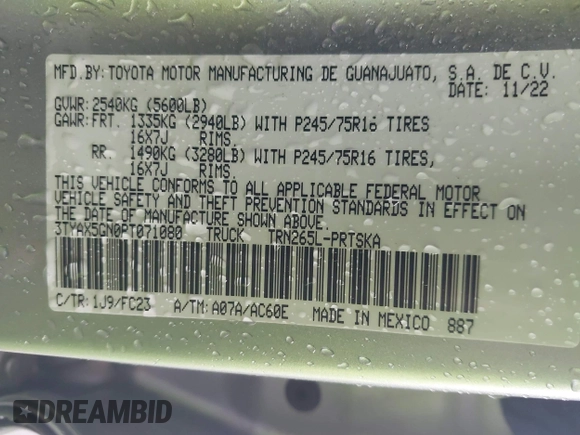 MFD.BY: TOYOTA MOTOR MANUFACTURING DE GUANAJUATO, S.A. DE C.V.
DATE: 11/22
GVWR: 2540KG (5600LB)
GAWR: FRT. 1335KG (2940LB) WITH P245/75R16 TIRES
16X7J RIMS.
RR. 1490KG (3280LB) WITH P245/75R16 TIRES,
16X7J RIMS.
THIS VEHICLE CONFORMS TO ALL APPLICABLE FEDERAL MOTOR
VEHICLE SAFETY AND THEFT PREVENTION STANDARDS IN EFFECT ON
THE DATE OF MANUFACTURE SHOWN ABOVE.
3TYAX5GN0PT071080 TRUCK TRN265L-PRTSKA
C/TR: 1J9/FC23 A/TM: A07A/AC60E MADE IN MEXICO 887
DREAMBID